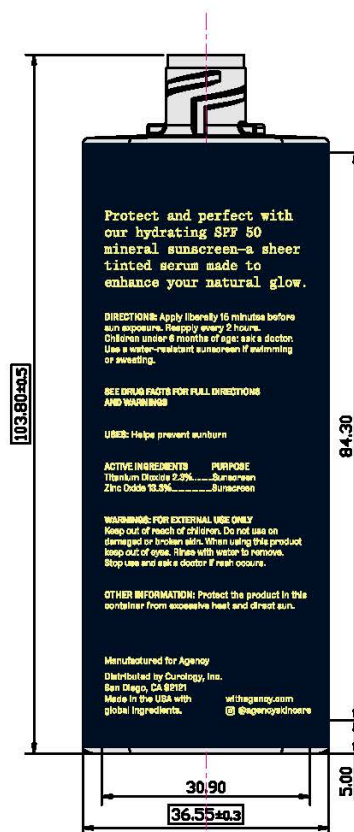 Protect and perfect with
our hydrating SPF 50
mineral sunscreen—a sheer
tinted serum made to
enhance your natural glow.
DIRECTIONS: Apply liberally 15 minutes before
sun exposure. Reapply every 2 hours.
Children under 6 months of age: ask a doctor.
Use a water-resistant sunscreen if swimming
or sweating.
SEE DRUG FACTS FOR FULL DIRECTIONS
AND WARNINGS
USES: Helps prevent sunburn
ACTIVE INGREDIENTS PURPOSE
Titanium Dioxide 2.3%......Sunscreen
Zinc Oxide 13.3%............Sunscreen
WARNINGS: FOR EXTERNAL USE ONLY
Keep out of reach of children. Do not use on
damaged or broken skin. When using this product
keep out of eyes. Rinse with water to remove.
Stop use and ask a doctor if rash occurs.
OTHER INFORMATION: Protect the product in this
container from excessive heat and direct sun.
Manufactured for Agency
Distributed by Curology, Inc.
San Diego, CA 92121
Made in the USA with withagency.com
global ingredients. @agencyskincare
103.80±0.5
84.30
5.00
30.90
36.55±0.3